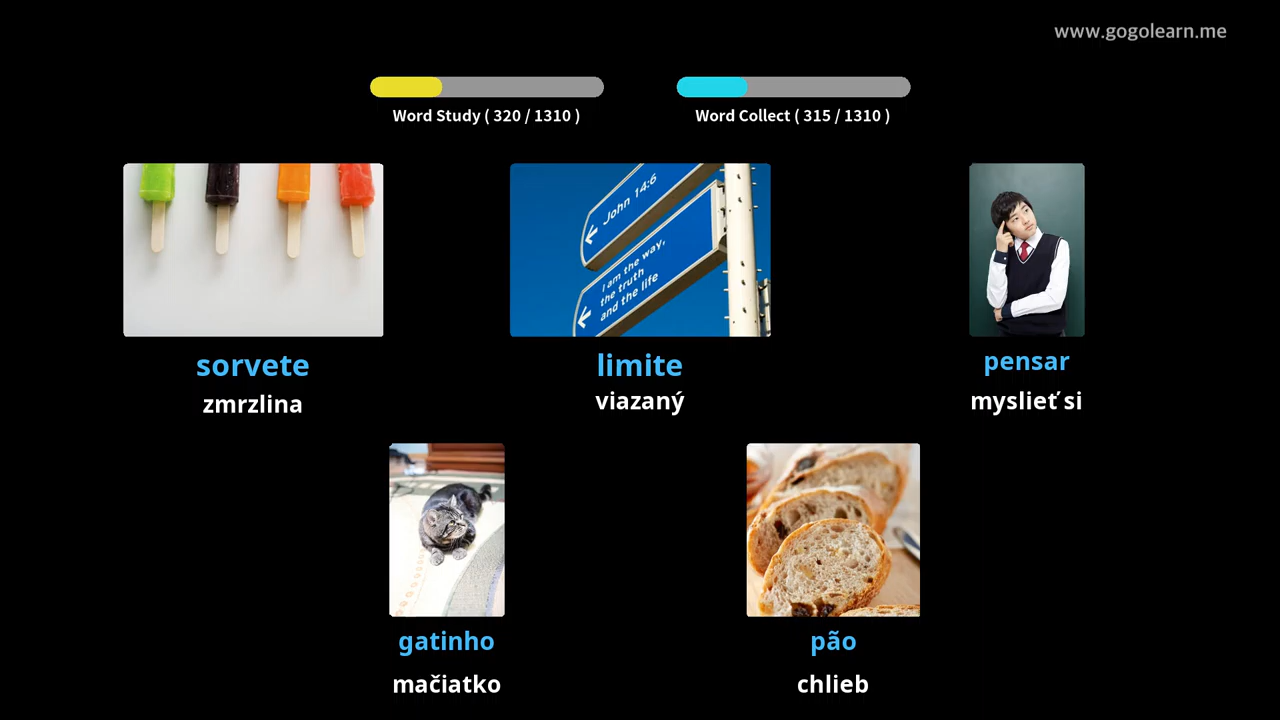 www.gogolearn.me
Word Study ( 320 / 1310 )
Word Collect ( 315 / 1310 )
John 14:6
I am the way,
the truth
and the life
sorvete
zmrzlina
limite
viazaný
pensar
myslieť si
gatinho
mačiatko
pão
chlieb